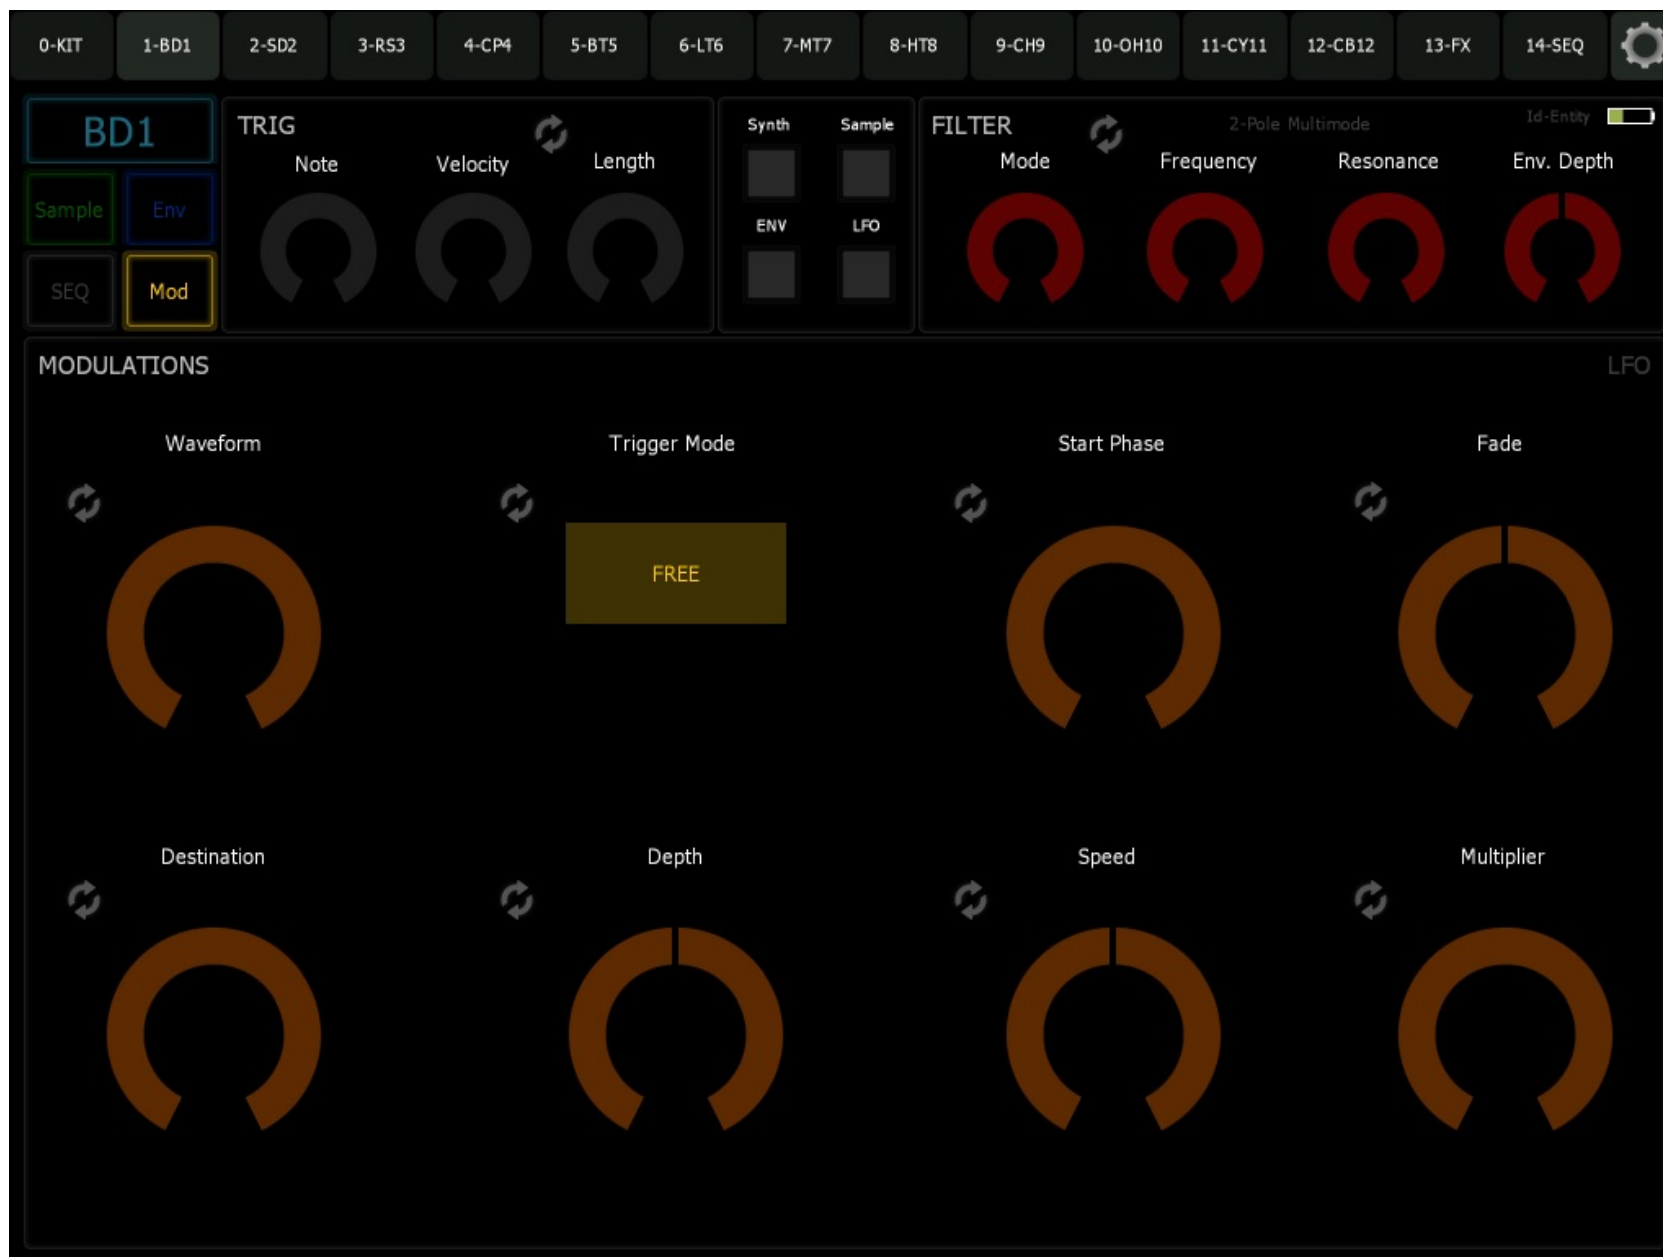 0-KIT 1-BD1 2-SD2 3-RS3 4-CP4 5-BT5 6-LT6 7-MT7 8-HT8 9-CH9 10-OH10 11-CY11 12-CB12 13-FX 14-SEQ
BD1
Sample Env
SEQ Mod
TRIG
Note Velocity Length
Synth Sample
ENV LFO
FILTER 2-Pole Multimode Id-Entity
Mode Frequency Resonance Env. Depth
MODULATIONS LFO
Waveform Trigger Mode Start Phase Fade
FREE
Destination Depth Speed Multiplier